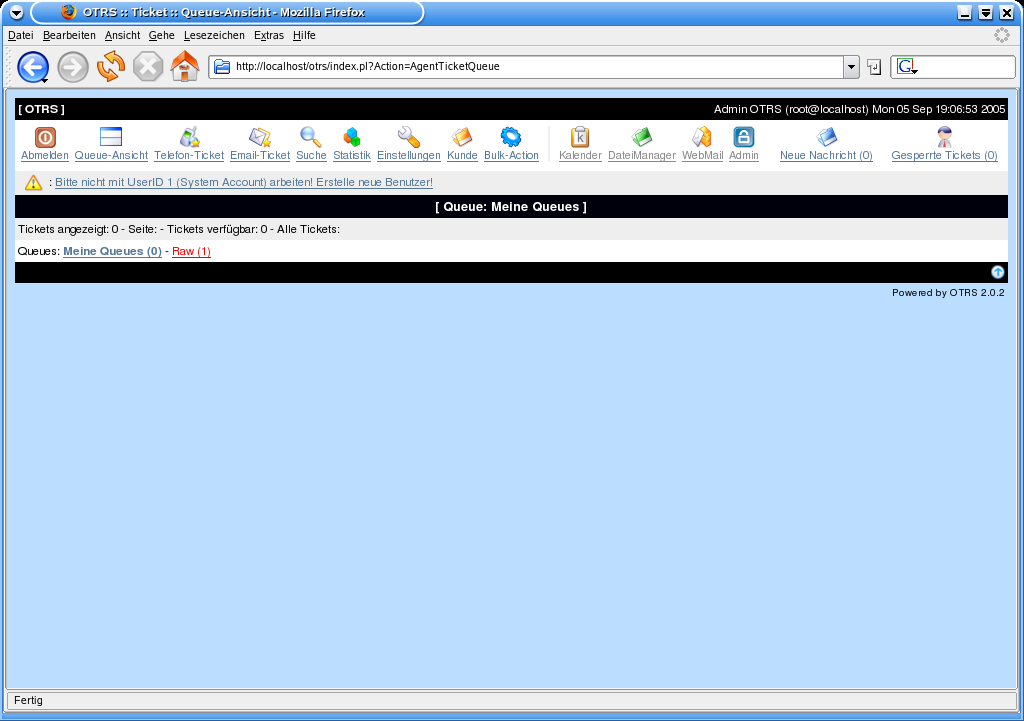 OTRS :: Ticket :: Queue-Ansicht - Mozilla Firefox
Datei Bearbeiten Ansicht Gehe Lesezeichen Extras Hilfe
http://localhost/otrs/index.pl?Action=AgentTicketQueue
[ OTRS ] Admin OTRS (root@localhost) Mon 05 Sep 19:06:53 2005
Abmelden Queue-Ansicht Telefon-Ticket Email-Ticket Suche Statistik Einstellungen Kunde Bulk-Action Kalender DateiManager WebMail Admin Neue Nachricht (0) Gesperrte Tickets (0)
: Bitte nicht mit UserID 1 (System Account) arbeiten! Erstelle neue Benutzer!
[ Queue: Meine Queues ]
Tickets angezeigt: 0 - Seite: - Tickets verfügbar: 0 - Alle Tickets:
Queues: Meine Queues (0) - Raw (1)
Powered by OTRS 2.0.2
Fertig